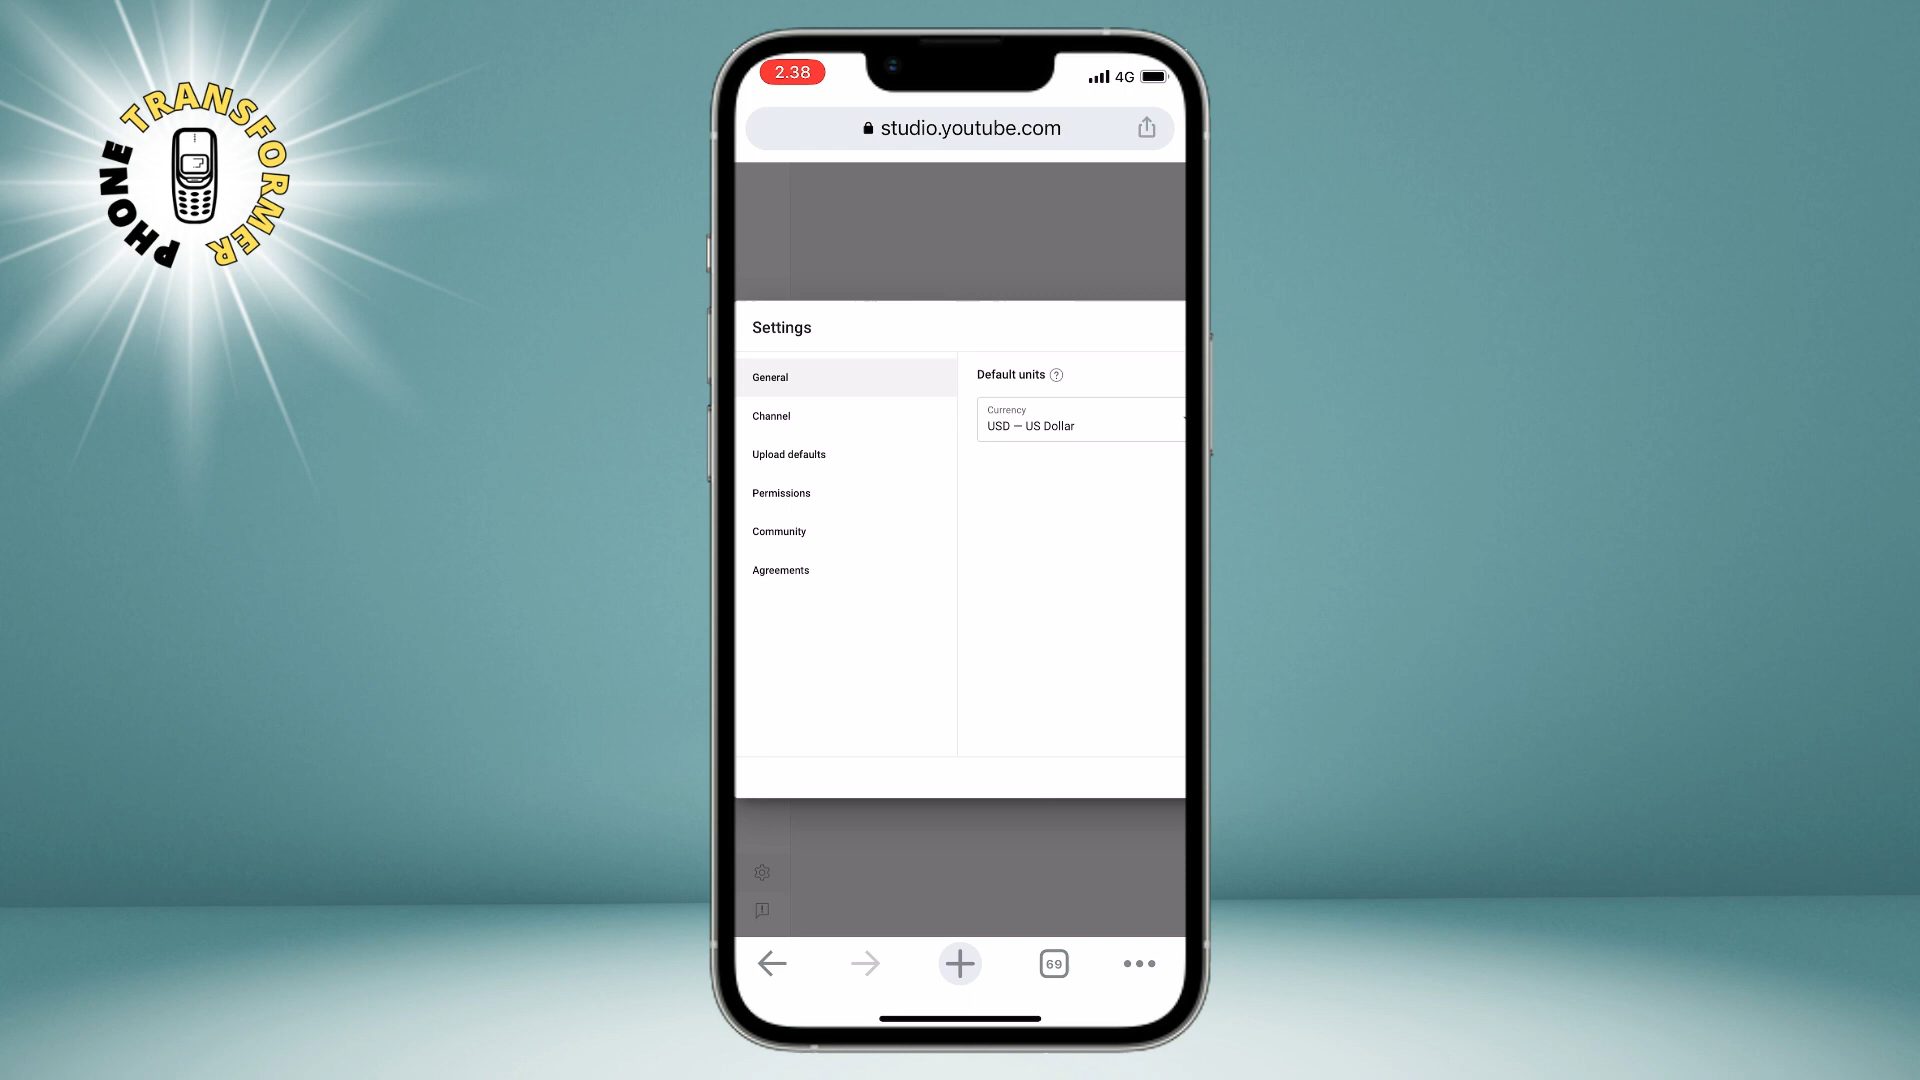 PHONE TRANSFORMER
2.38
4G
studio.youtube.com
Settings
General
Channel
Upload defaults
Permissions
Community
Agreements
Default units ?
Currency
USD — US Dollar
69